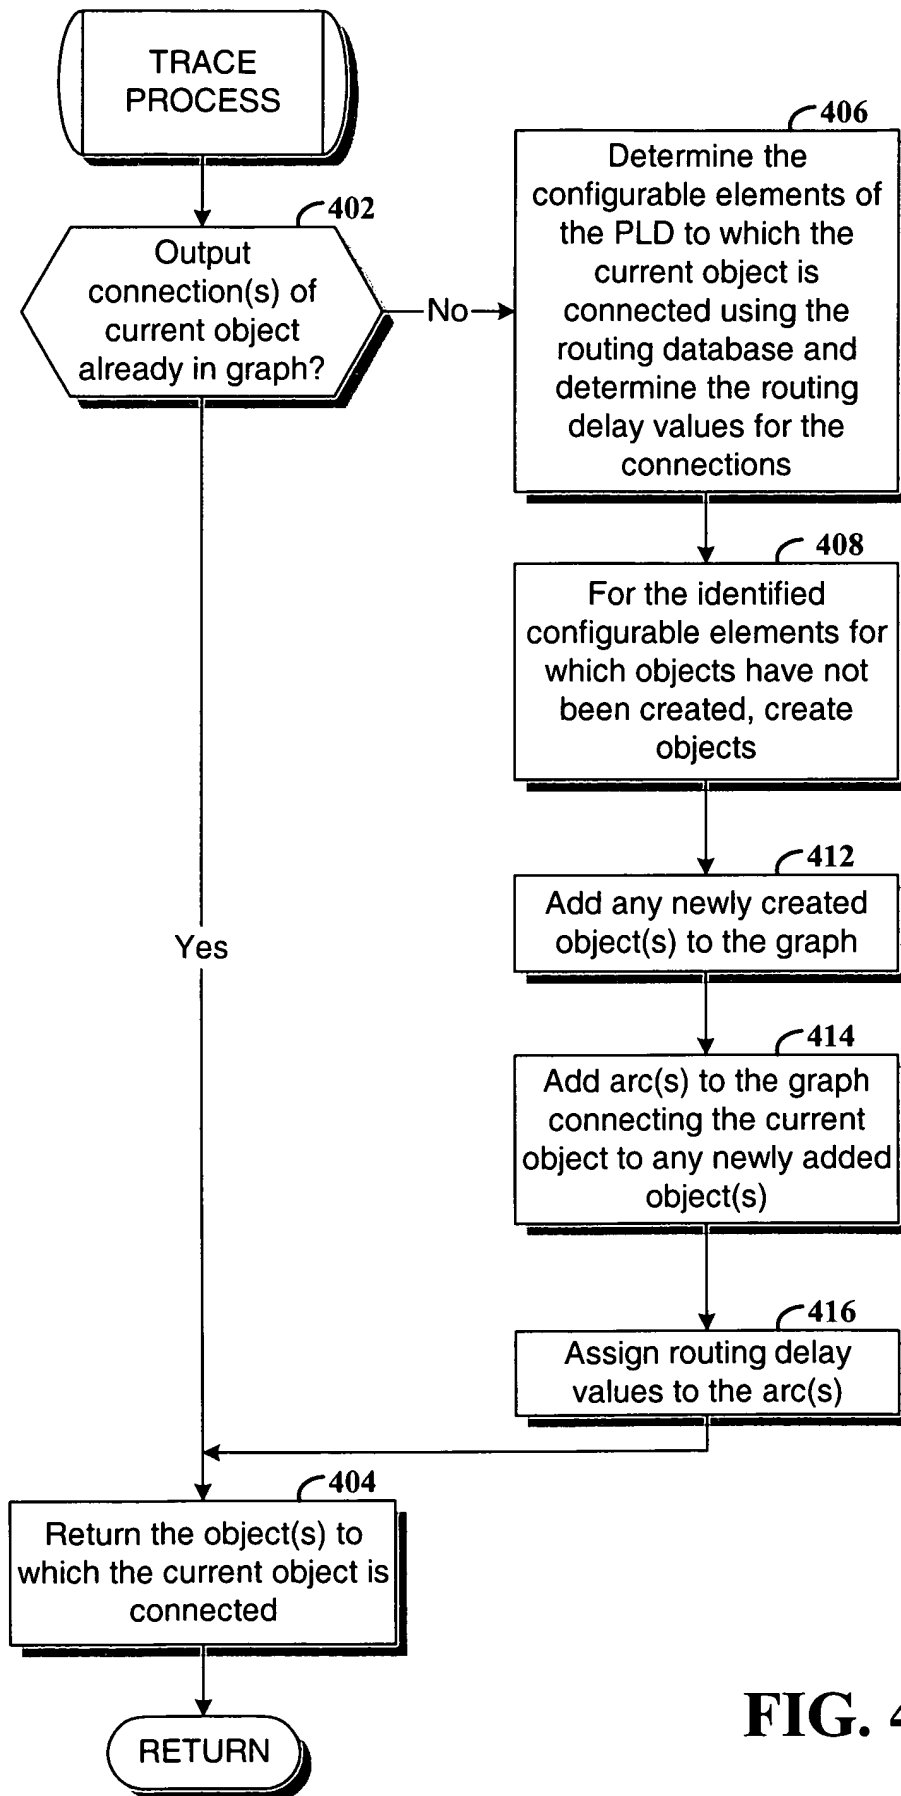 TRACE
PROCESS
402
Output
connection(s) of
current object
already in graph?
No
406
Determine the
configurable elements of
the PLD to which the
current object is
connected using the
routing database and
determine the routing
delay values for the
connections
408
For the identified
configurable elements for
which objects have not
been created, create
objects
412
Add any newly created
object(s) to the graph
Yes
414
Add arc(s) to the graph
connecting the current
object to any newly added
object(s)
416
Assign routing delay
values to the arc(s)
404
Return the object(s) to
which the current object is
connected
RETURN
FIG. 4